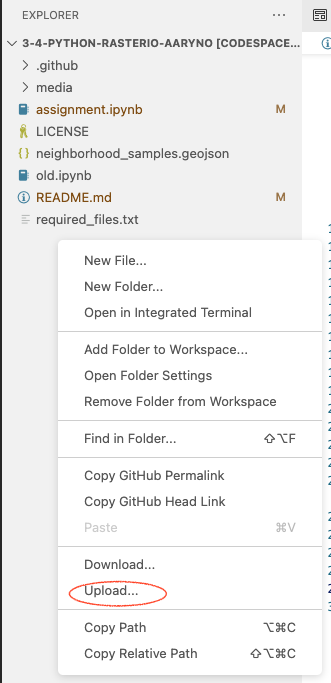 EXPLORER ...
3-4-PYTHON-RASTERIO-AARYNO [CODESPACE...
.github
media
assignment.ipynb M
LICENSE
neighborhood_samples.geojson
old.ipynb
README.md M
required_files.txt
New File...
New Folder...
Open in Integrated Terminal
Add Folder to Workspace...
Open Folder Settings
Remove Folder from Workspace
Find in Folder... ⇧⌥F
Copy GitHub Permalink
Copy GitHub Head Link
Paste ⌘V
Download...
Upload...
Copy Path ⌥⌘C
Copy Relative Path ⇧⌥⌘C